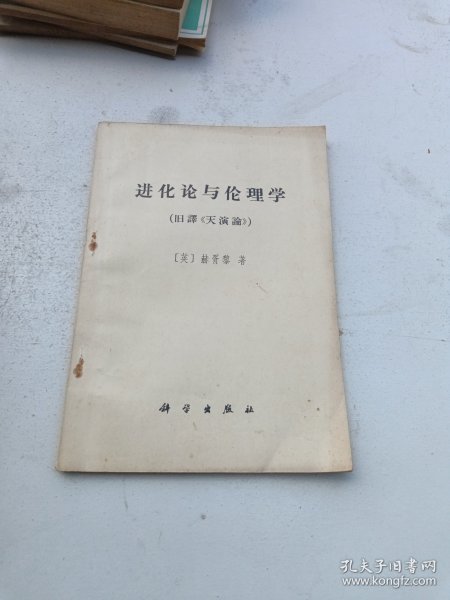 进化论与伦理学
(旧譯《天演論》)
[英] 赫胥黎 著
科学出版社
孔夫子旧书网
www.kongfz.com